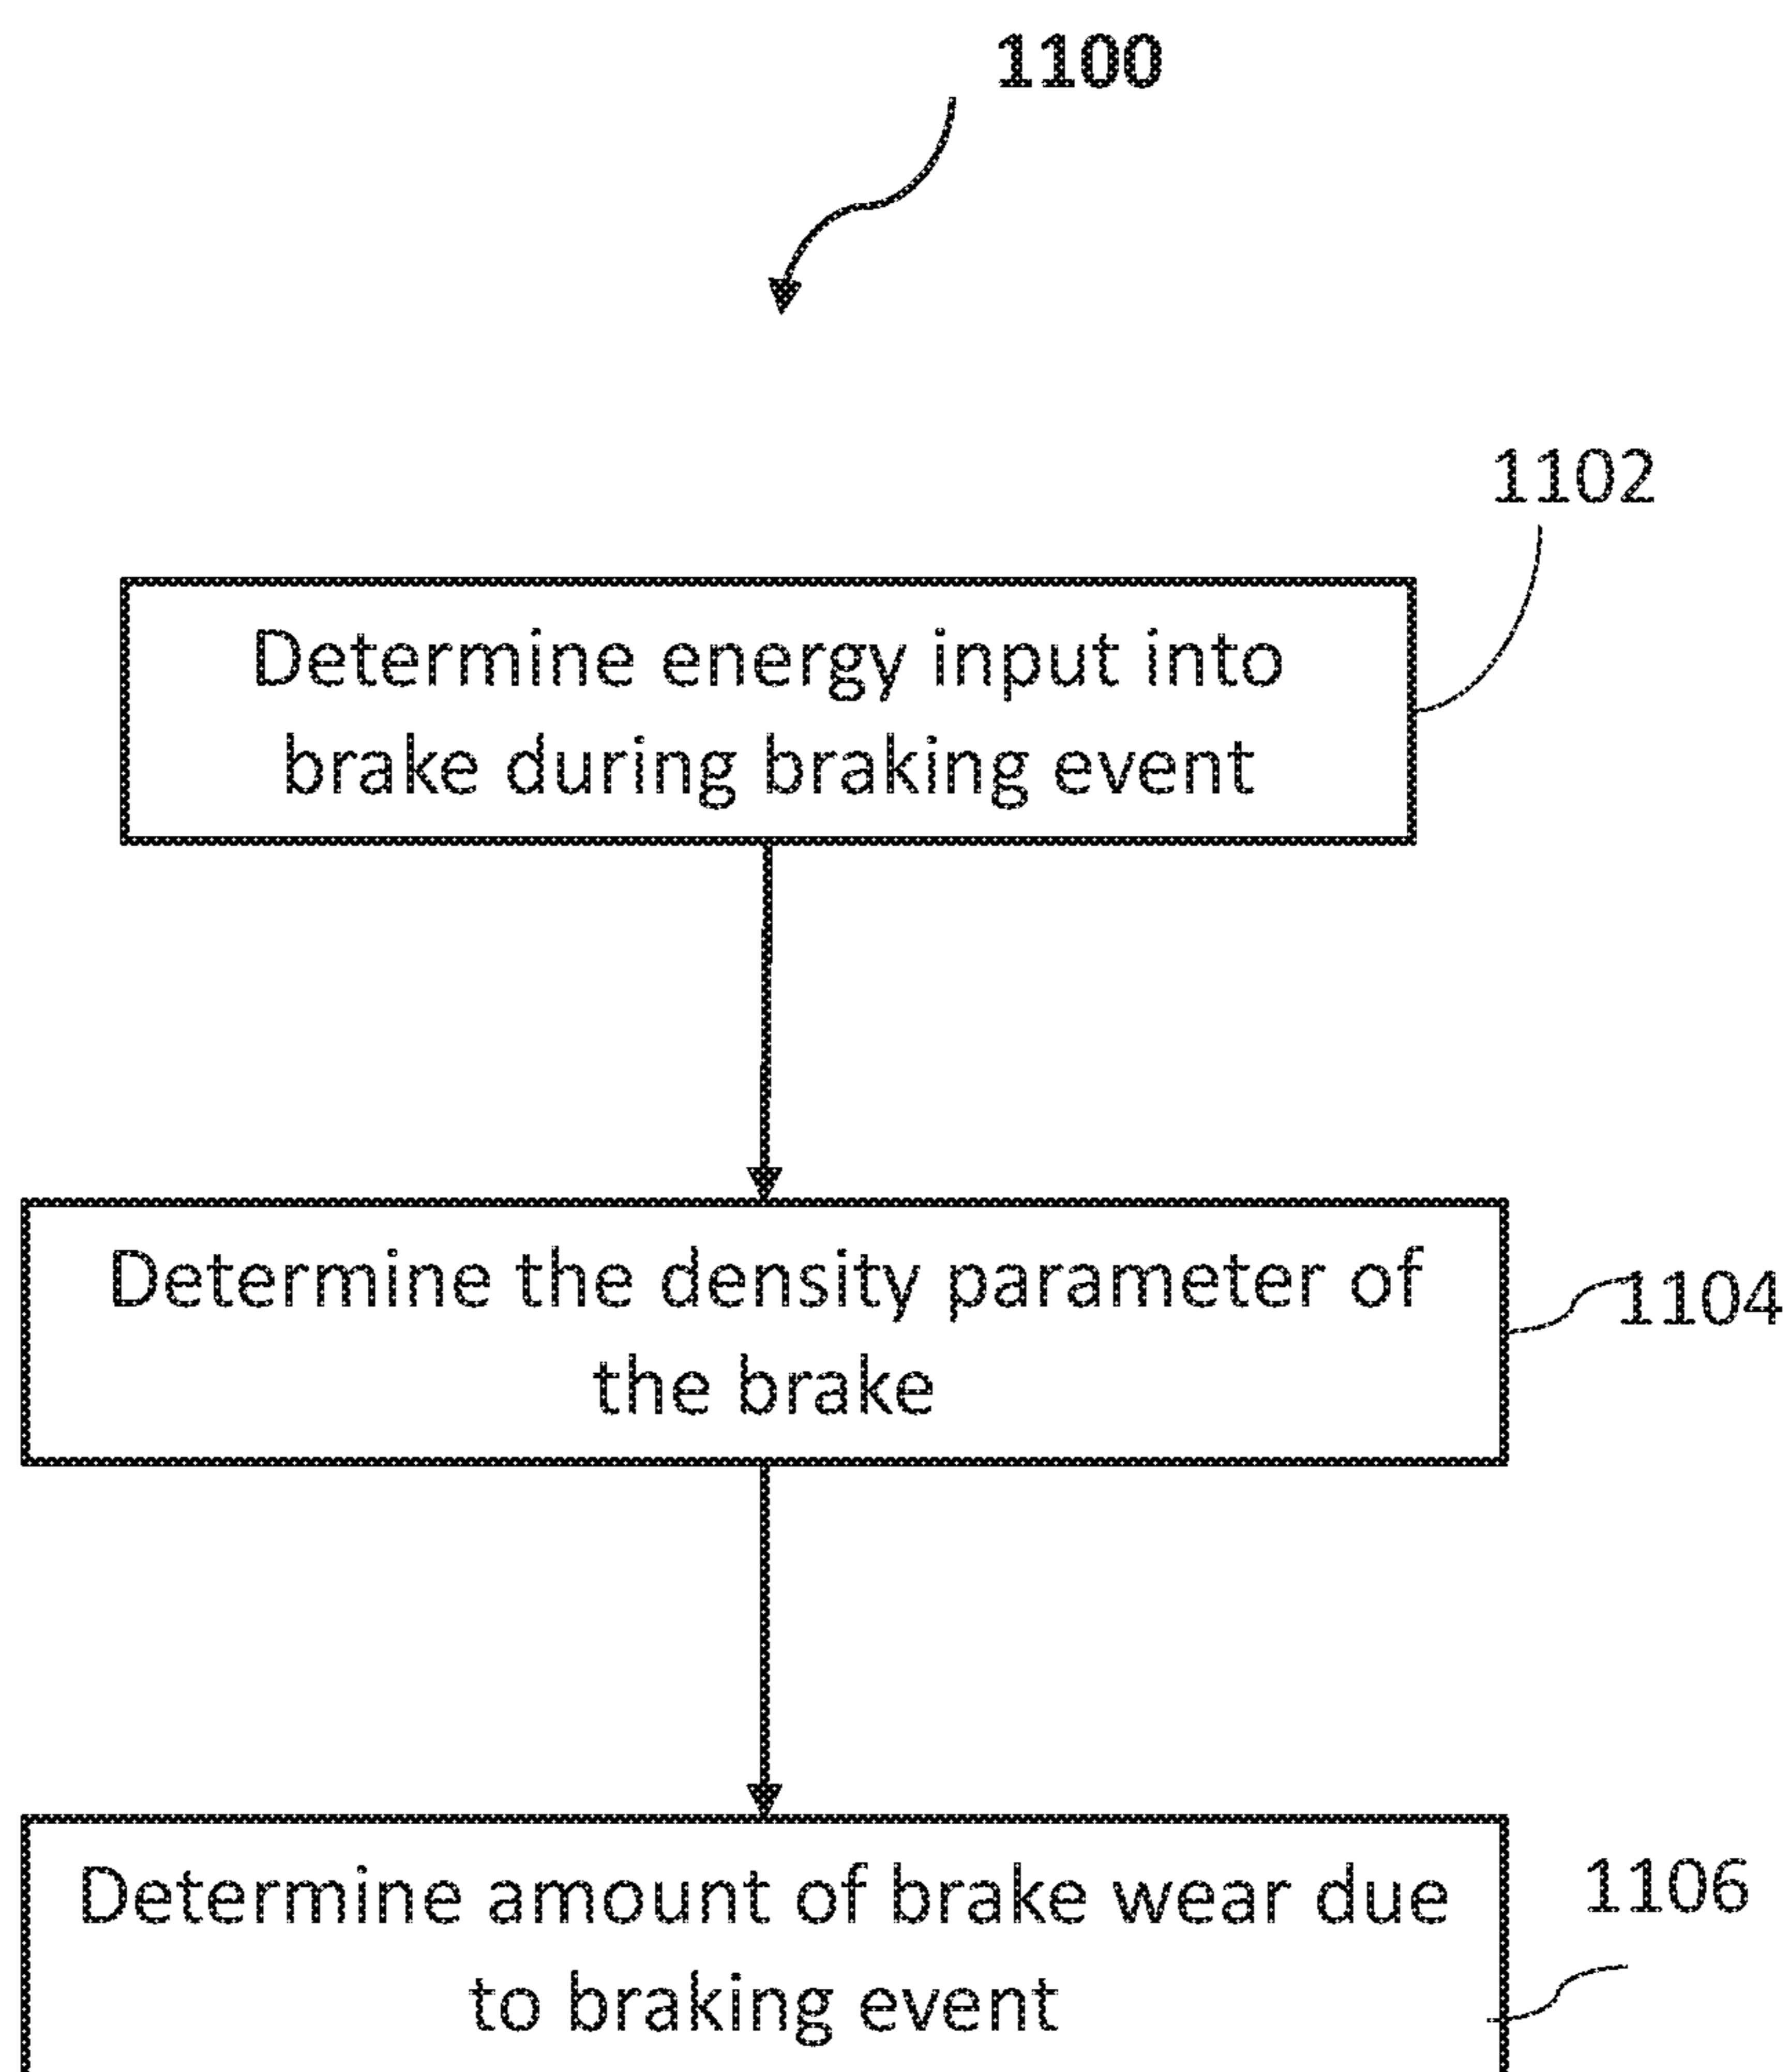 1100
1102
Determine energy input into
brake during braking event
Determine the density parameter of
1104
the brake
Determine amount of brake wear due
1106
to braking event